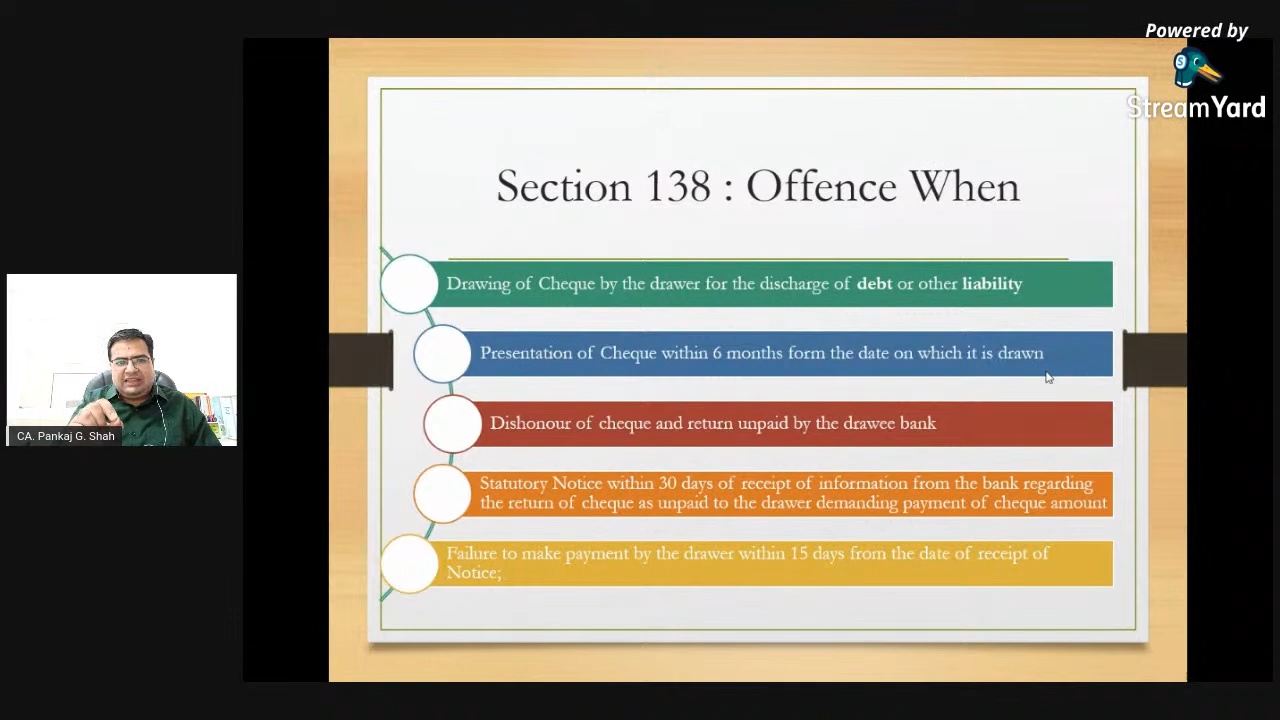 Powered by
StreamYard
Section 138 : Offence When
Drawing of Cheque by the drawer for the discharge of debt or other liability
Presentation of Cheque within 6 months form the date on which it is drawn
Dishonour of cheque and return unpaid by the drawee bank
Statutory Notice within 30 days of receipt of information from the bank regarding
the return of cheque as unpaid to the drawer demanding payment of cheque amount
Failure to make payment by the drawer within 15 days from the date of receipt of
Notice;
CA. Pankaj G. Shah